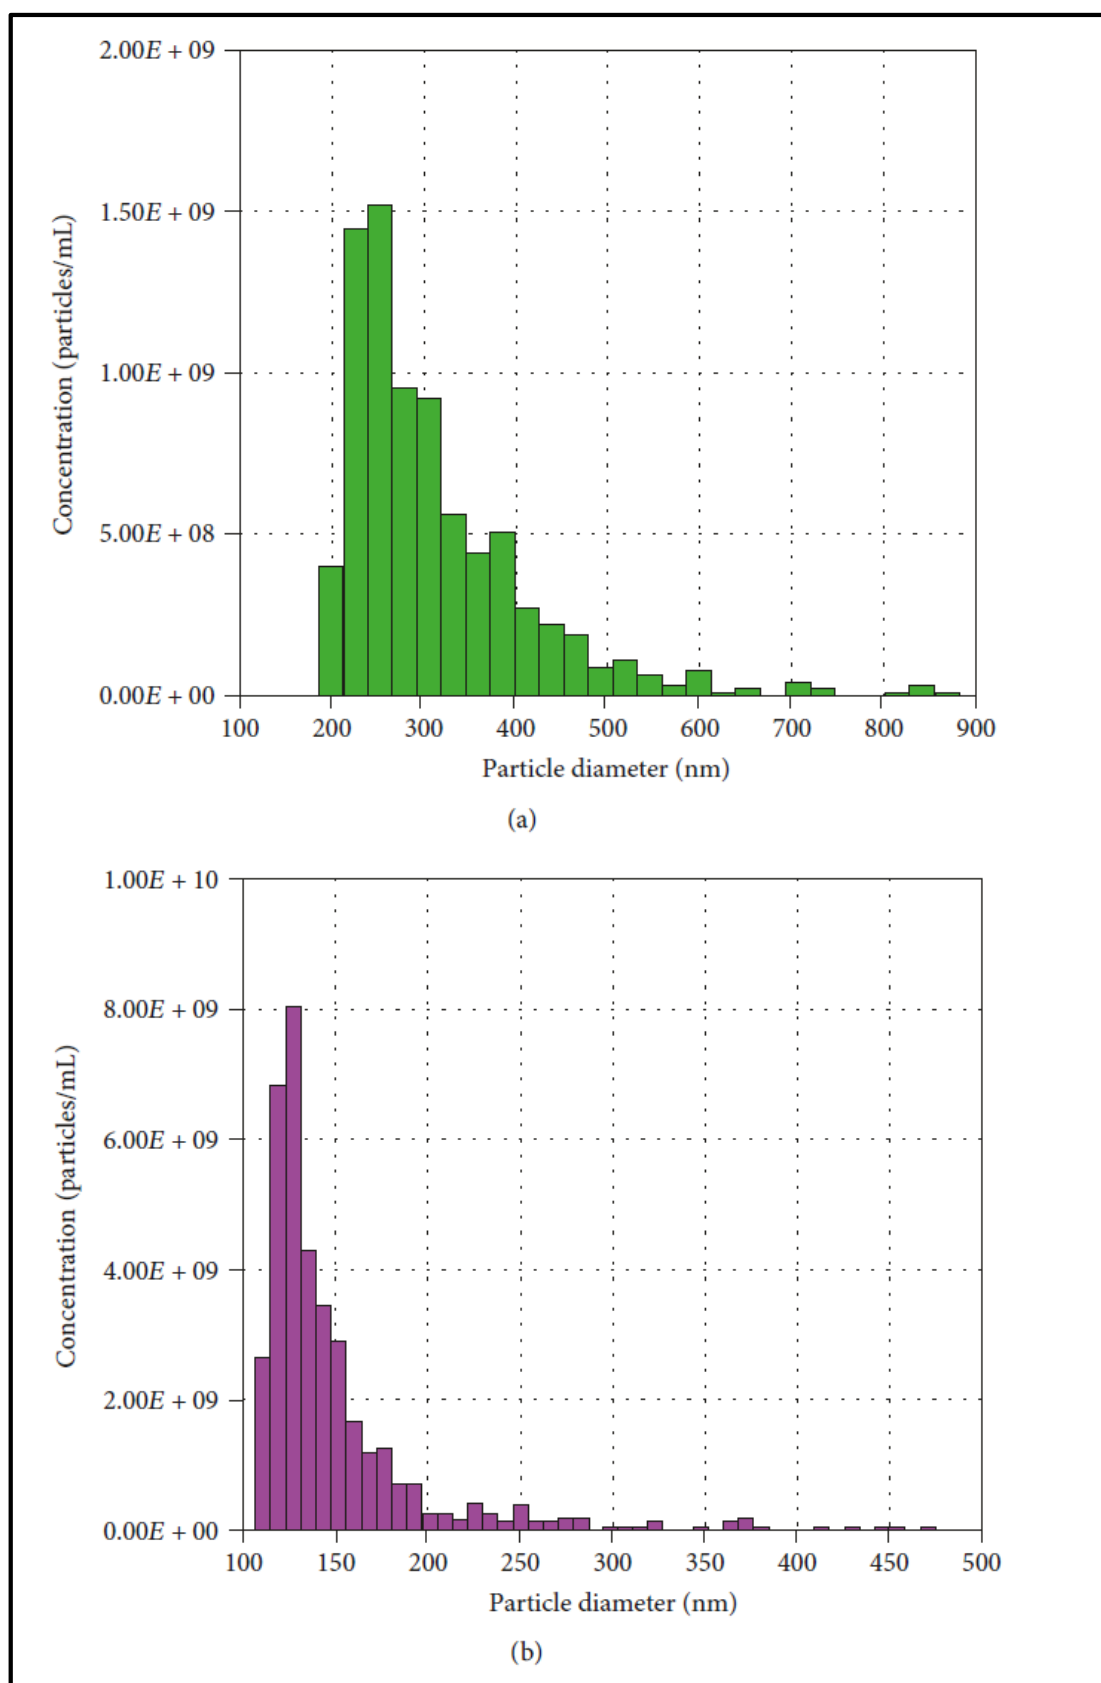 2.00E + 09
1.50E + 09
1.00E + 09
5.00E + 08
0.00E + 00
Concentration (particles/mL)
100 200 300 400 500 600 700 800 900
Particle diameter (nm)
(a)
1.00E + 10
8.00E + 09
6.00E + 09
4.00E + 09
2.00E + 09
0.00E + 00
Concentration (particles/mL)
100 150 200 250 300 350 400 450 500
Particle diameter (nm)
(b)